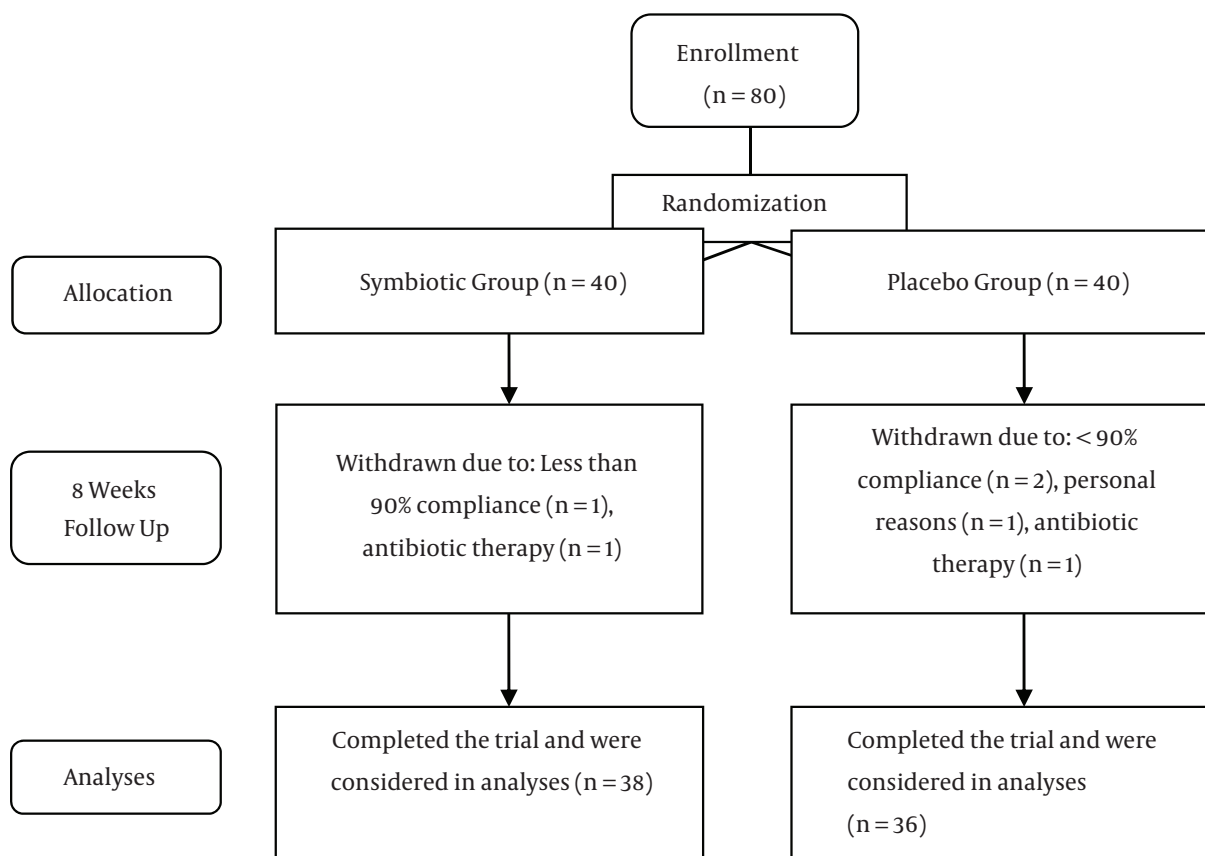 Enrollment
(n = 80)
Randomization
Allocation
Symbiotic Group (n = 40)
Placebo Group (n = 40)
8 Weeks
Follow Up
Withdrawn due to: Less than
90% compliance (n = 1),
antibiotic therapy (n = 1)
Withdrawn due to: < 90%
compliance (n = 2), personal
reasons (n = 1), antibiotic
therapy (n = 1)
Analyses
Completed the trial and were
considered in analyses (n = 38)
Completed the trial and were
considered in analyses
(n = 36)